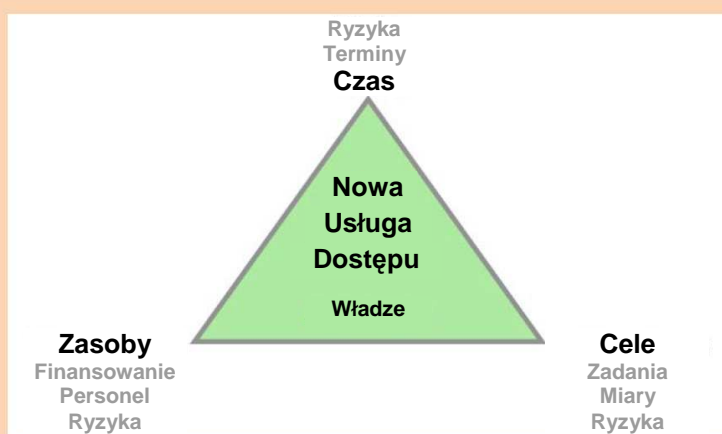 Ryzyka
Terminy
Czas
Nowa
Usługa
Dostępu
Władze
Zasoby
Finansowanie
Personel
Ryzyka
Cele
Zadania
Miary
Ryzyka